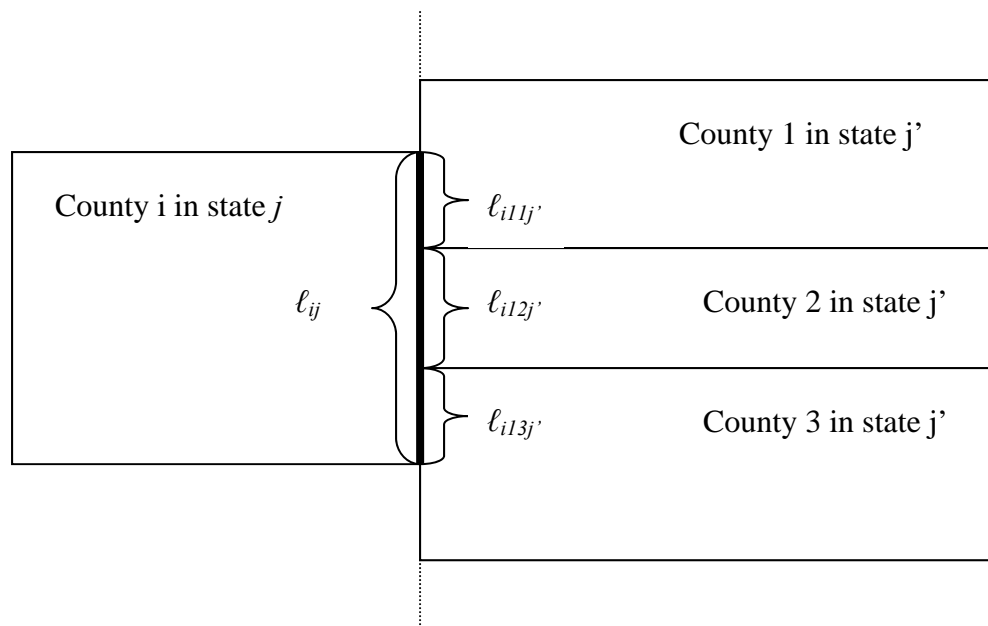 County 1 in state j’
County i in state j
ℓi11j’
ℓij
ℓi12j’
County 2 in state j’
ℓi13j’
County 3 in state j’